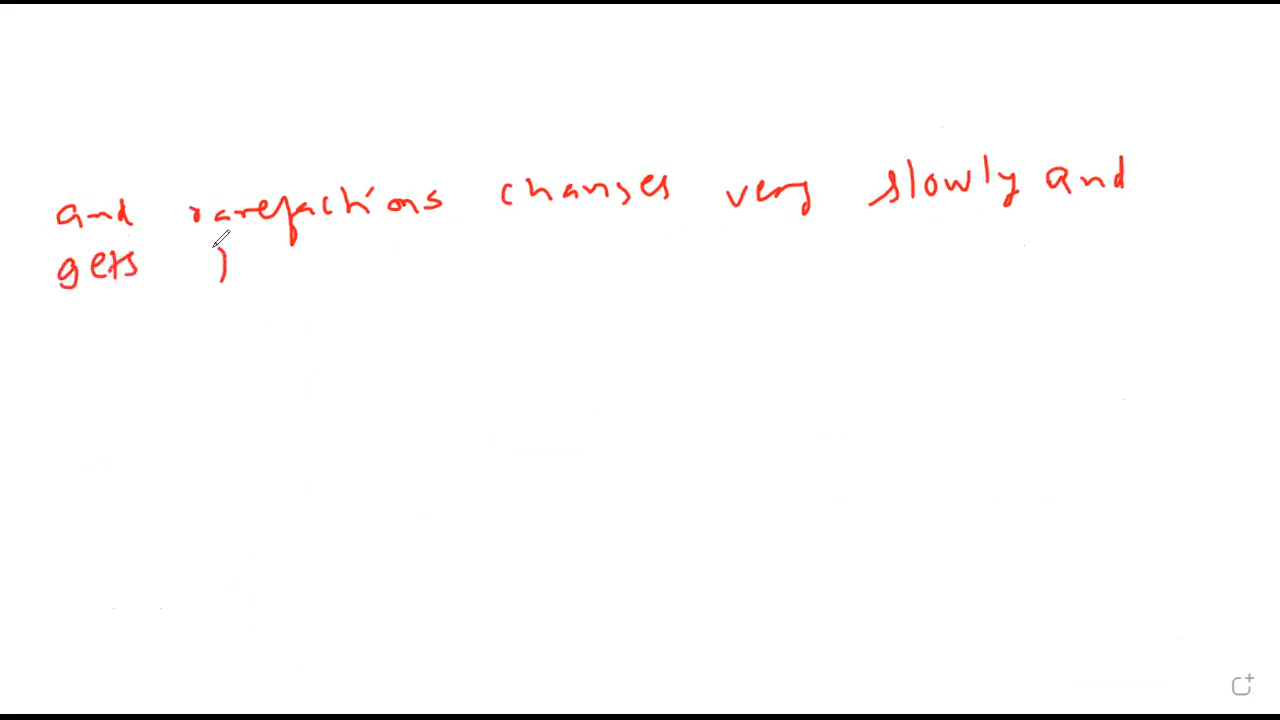 and rarefactions changes very slowly and
gets